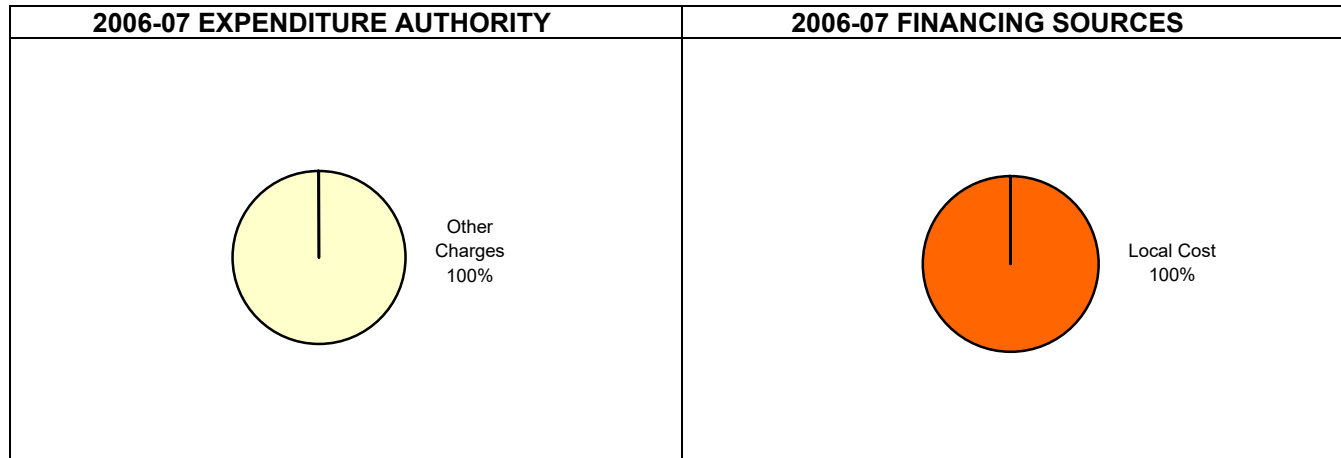 2006-07 EXPENDITURE AUTHORITY
2006-07 FINANCING SOURCES
Other
Charges
100%
Local Cost
100%